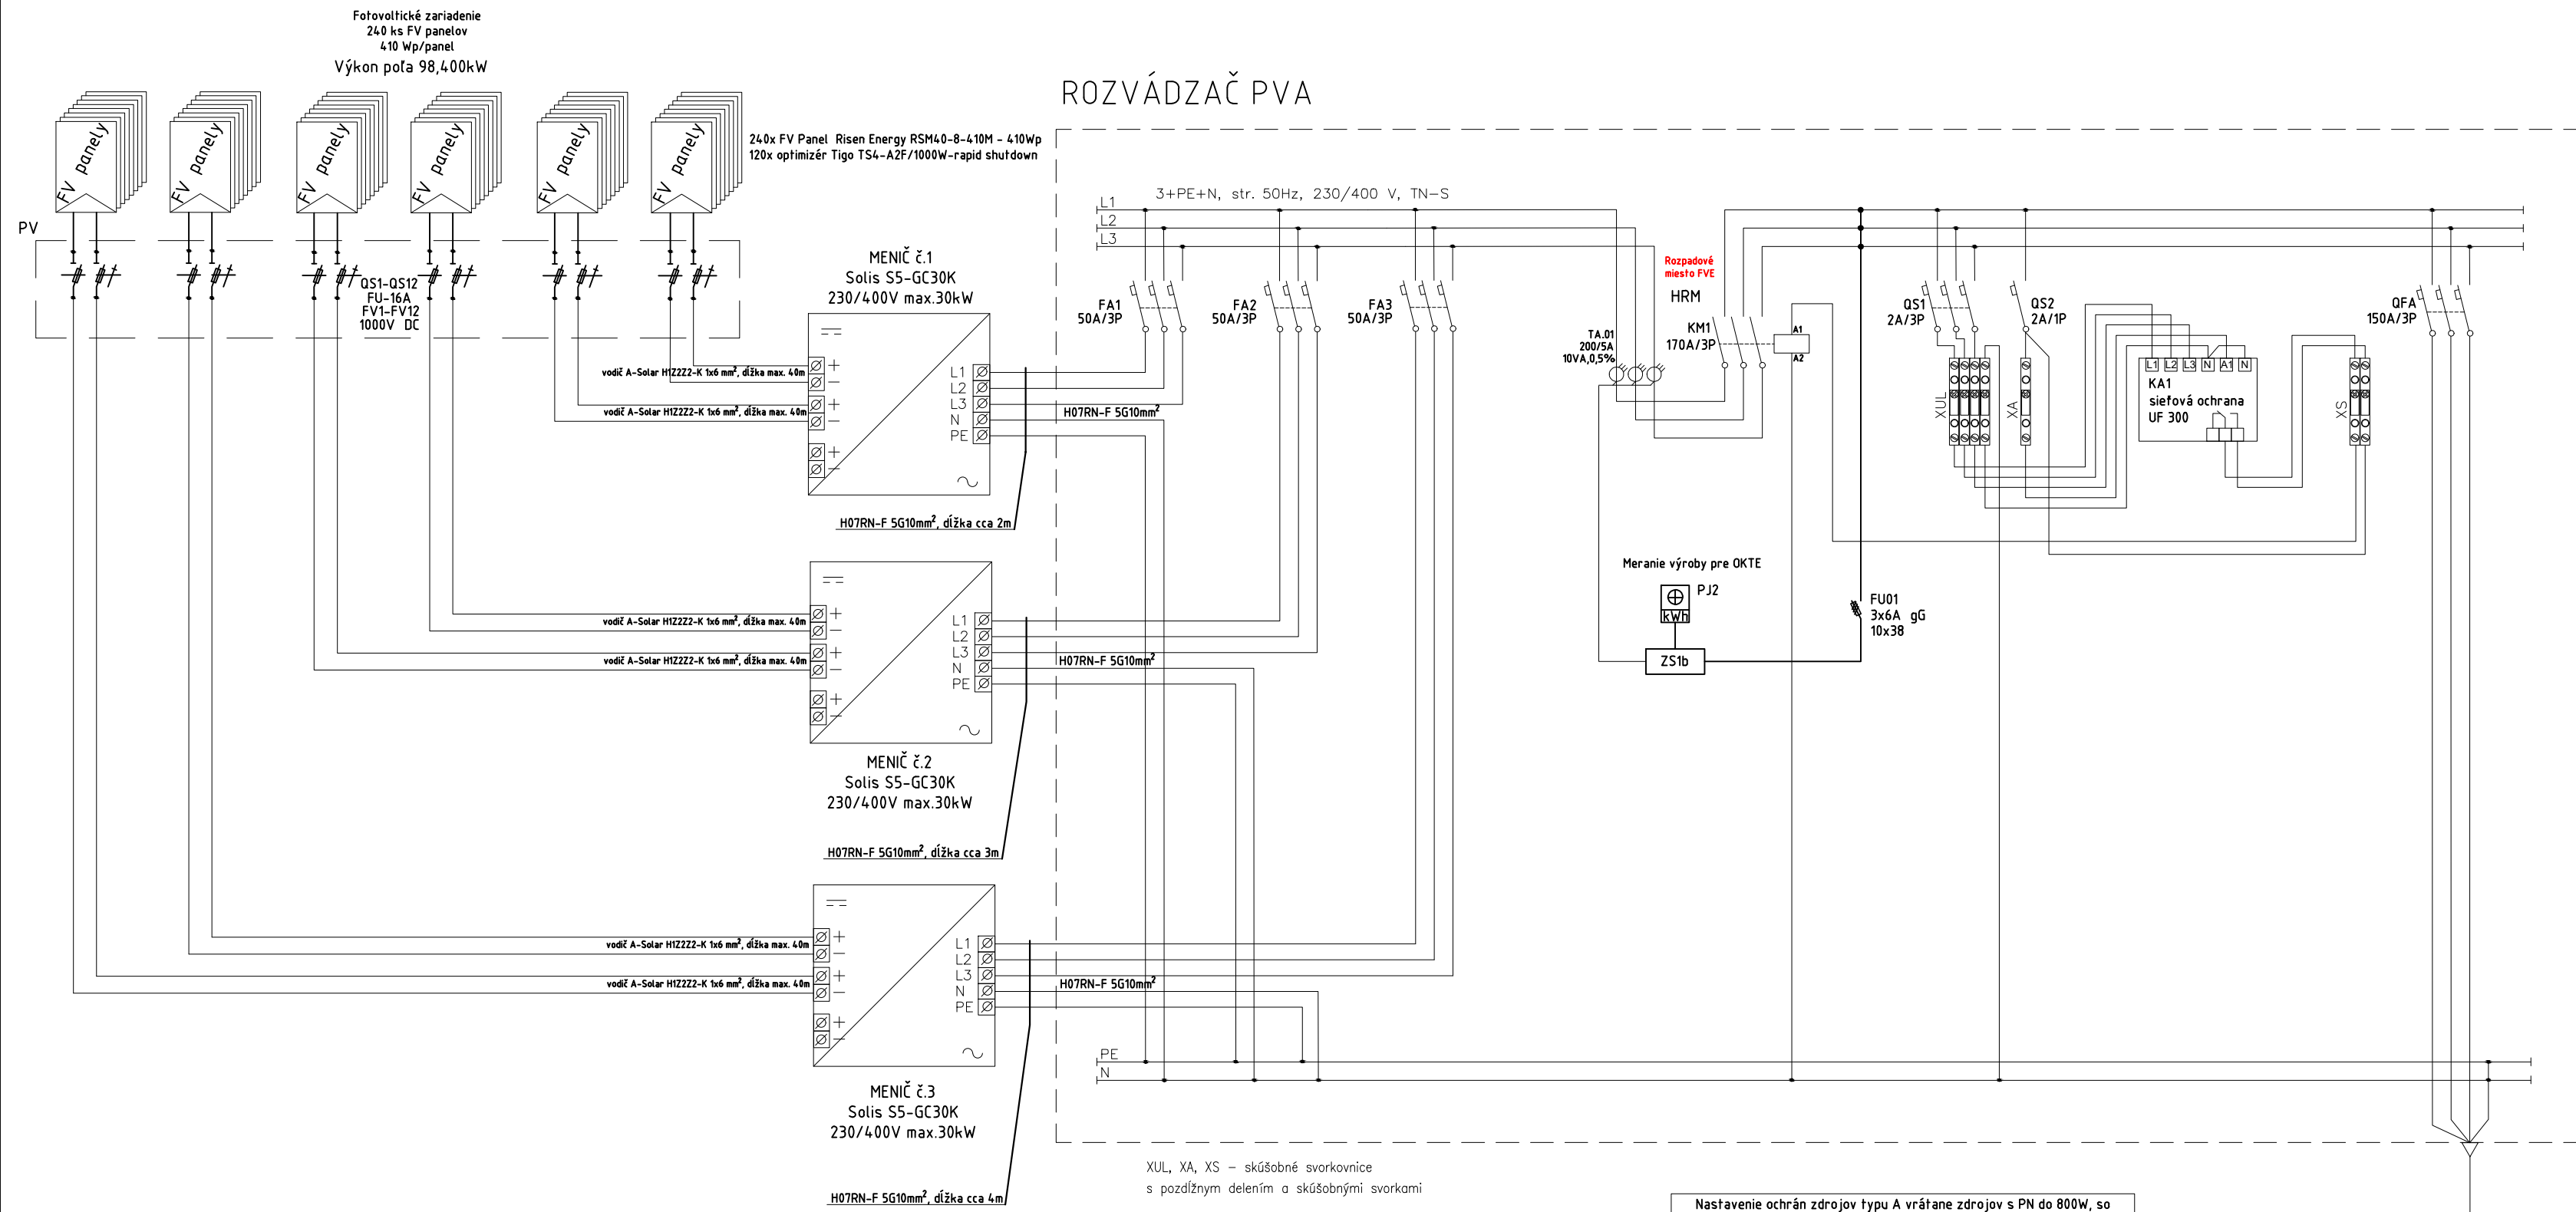 Fotovoltické zariadenie
240 ks FV panelov
410 Wp/panel
Výkon poľa 98,400kW
ROZVÁDZAČ PVA
FV panely
FV panely
FV panely
FV panely
FV panely
FV panely
240x FV Panel Risen Energy RSM40-8-410M - 410Wp
120x optimizér Tigo TS4-A2F/1000W-rapid shutdown
PV
QS1-QS12
FU-16A
FV1-FV12
1000V DC
MENIČ č.1
Solis S5-GC30K
230/400V max.30kW
vodič A-Solar H1Z2Z2-K 1x6 mm², dĺžka max. 40m
vodič A-Solar H1Z2Z2-K 1x6 mm², dĺžka max. 40m
+
−
+
−
+
−
L1
L2
L3
N
PE
H07RN-F 5G10mm²
H07RN-F 5G10mm², dĺžka cca 2m
vodič A-Solar H1Z2Z2-K 1x6 mm², dĺžka max. 40m
vodič A-Solar H1Z2Z2-K 1x6 mm², dĺžka max. 40m
+
−
+
−
+
−
L1
L2
L3
N
PE
H07RN-F 5G10mm²
MENIČ č.2
Solis S5-GC30K
230/400V max.30kW
H07RN-F 5G10mm², dĺžka cca 3m
vodič A-Solar H1Z2Z2-K 1x6 mm², dĺžka max. 40m
vodič A-Solar H1Z2Z2-K 1x6 mm², dĺžka max. 40m
+
−
+
−
+
−
L1
L2
L3
N
PE
H07RN-F 5G10mm²
MENIČ č.3
Solis S5-GC30K
230/400V max.30kW
H07RN-F 5G10mm², dĺžka cca 4m
3+PE+N, str. 50Hz, 230/400 V, TN-S
L1
L2
L3
FA1
50A/3P
FA2
50A/3P
FA3
50A/3P
TA.01
200/5A
10VA,0,5%
Rozpadové
miesto FVE
HRM
KM1
170A/3P
A1
A2
QS1
2A/3P
QS2
2A/1P
XUL
XA
L1 L2 L3 N A1 N
KA1
sieťová ochrana
UF 300
XS
QFA
150A/3P
Meranie výroby pre OKTE
PJ2
kWh
ZS1b
FU01
3x6A gG
10x38
PE
N
XUL, XA, XS - skúšobné svorkovnice
s pozdĺžnym delením a skúšobnými svorkami
Nastavenie ochrán zdrojov typu A vrátane zdrojov s PN do 800W, so